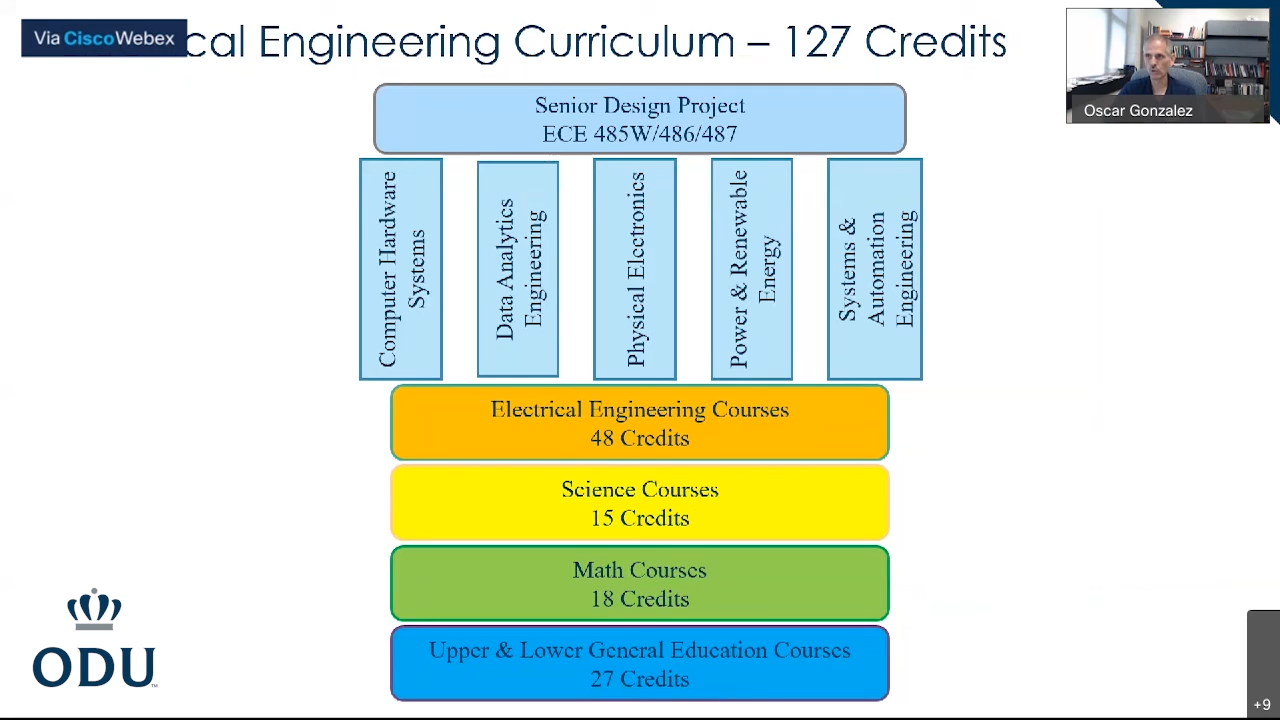 Via CiscoWebex
cal Engineering Curriculum – 127 Credits
Oscar Gonzalez
Senior Design Project
ECE 485W/486/487
Computer Hardware
Systems
Data Analytics
Engineering
Physical Electronics
Power & Renewable
Energy
Systems &
Automation
Engineering
Electrical Engineering Courses
48 Credits
Science Courses
15 Credits
Math Courses
18 Credits
Upper & Lower General Education Courses
27 Credits
ODU
+9